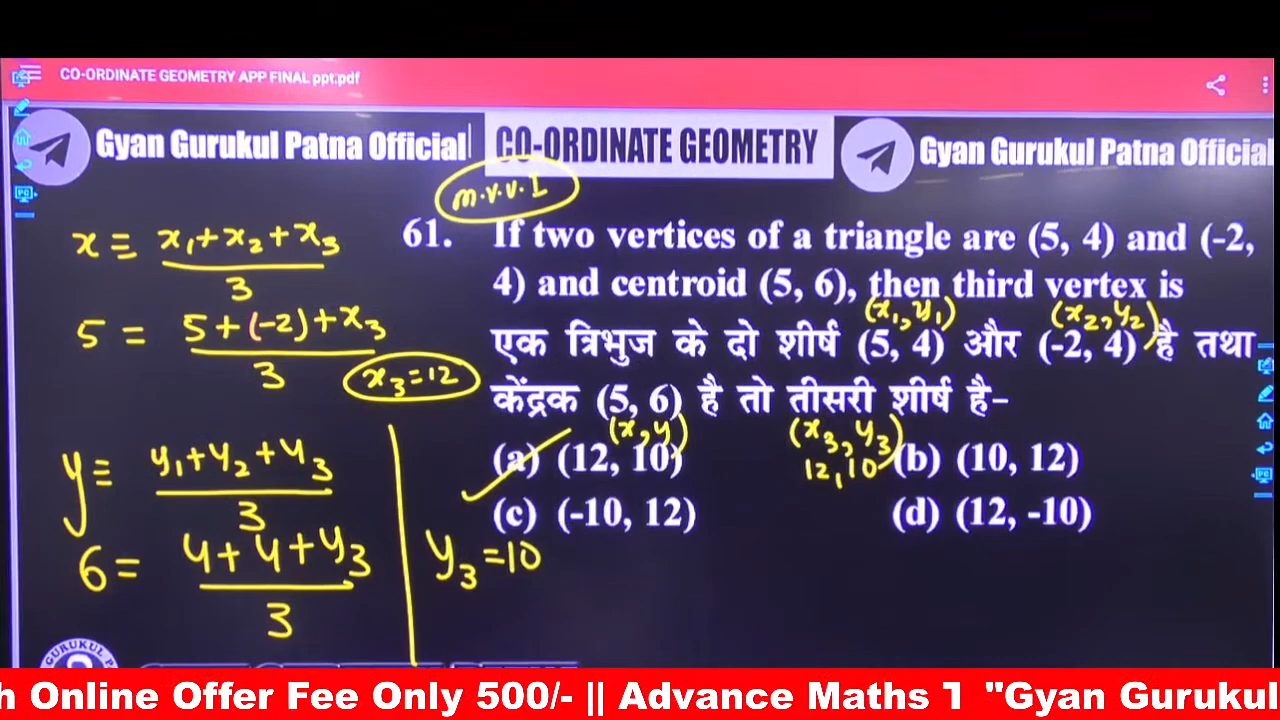 CO-ORDINATE GEOMETRY APP FINAL ppt.pdf
Gyan Gurukul Patna Official
CO-ORDINATE GEOMETRY
Gyan Gurukul Patna Official
m.v.v.I
61. If two vertices of a triangle are (5, 4) and (-2,
4) and centroid (5, 6), then third vertex is
(x₁, y₁) (x₂, y₂)
एक त्रिभुज के दो शीर्ष (5, 4) और (-2, 4) है तथा
केंद्रक (5, 6) है तो तीसरी शीर्ष है-
(x, y) (x₃, y₃)
12, 10
(a) (12, 10) (b) (10, 12)
(c) (-10, 12) (d) (12, -10)
x = x₁+x₂+x₃
3
5 = 5+(-2)+x₃
3
x₃=12
y = y₁+y₂+y₃
3
6 = 4+4+y₃
3
y₃=10
GURUKUL P
h Online Offer Fee Only 500/- || Advance Maths 1 "Gyan Gurukul